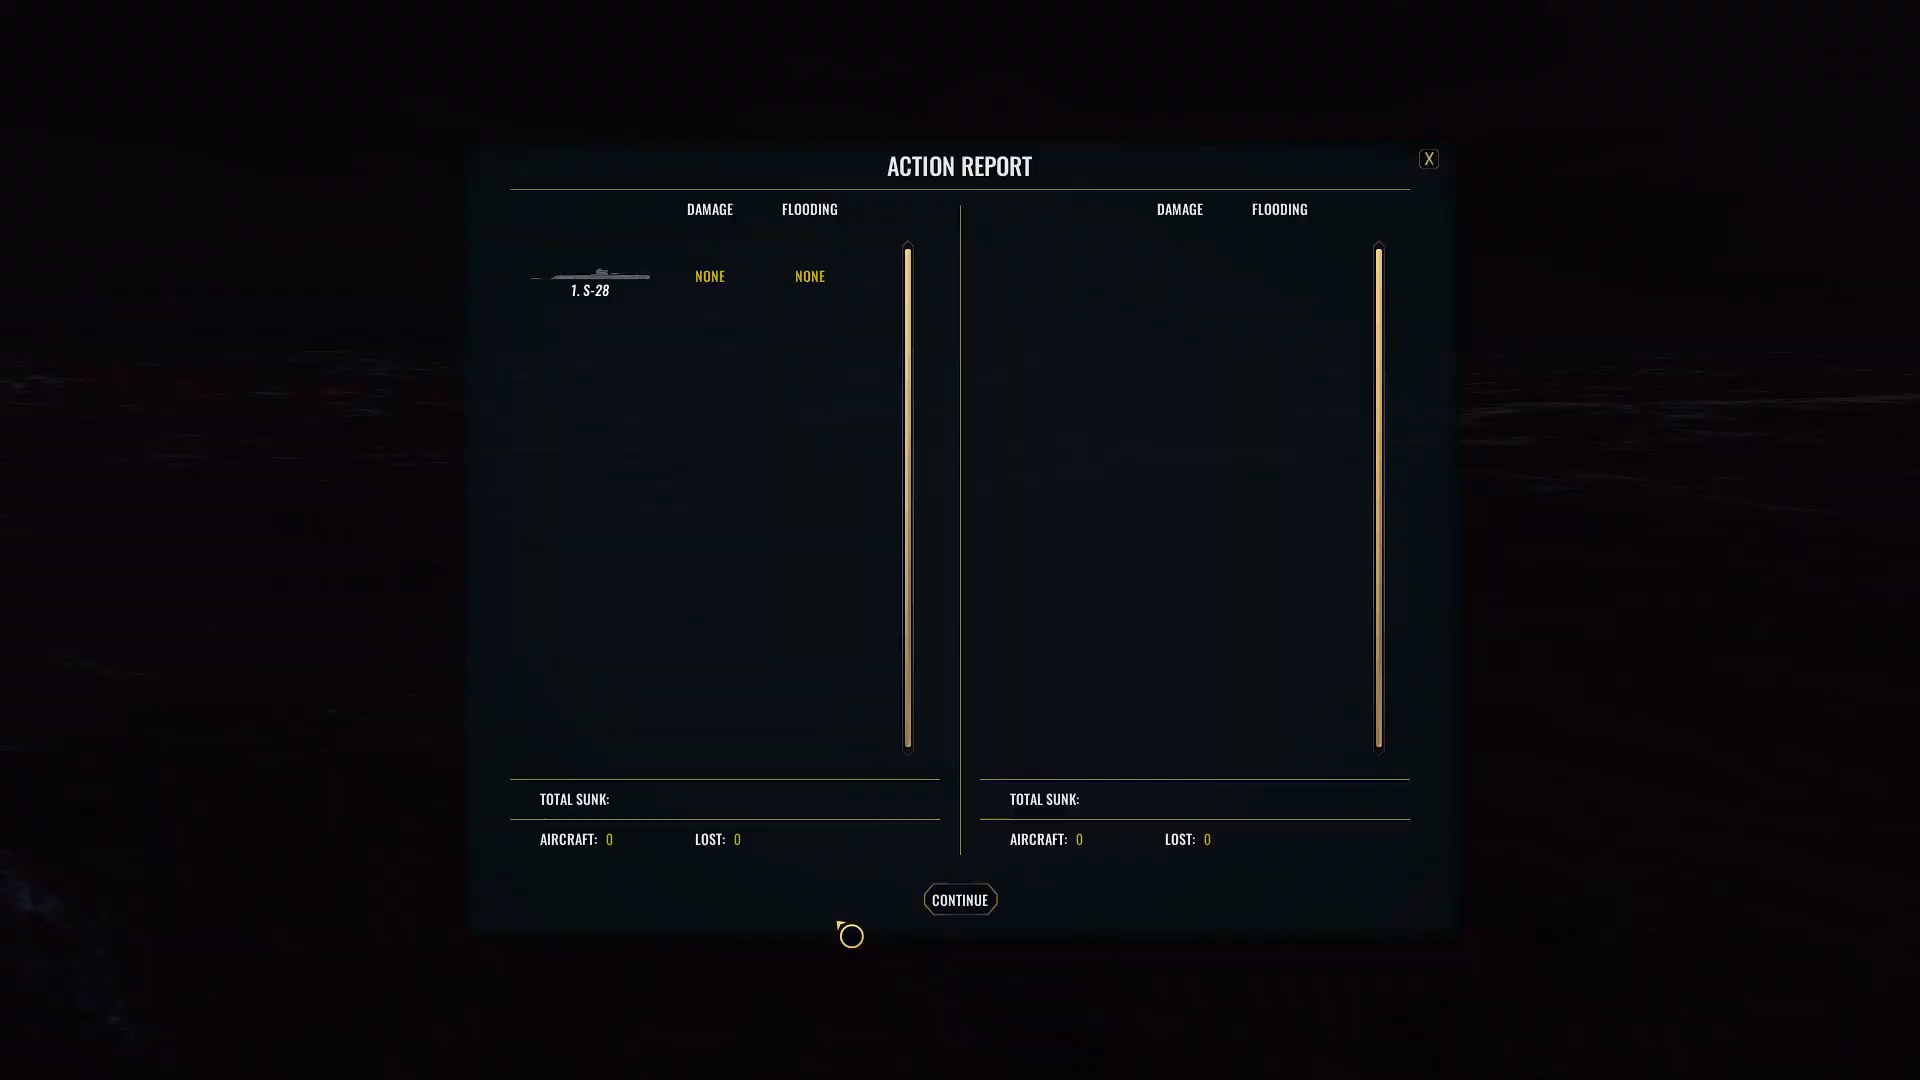 ACTION REPORT
X
DAMAGE FLOODING
1. S-28
NONE NONE
TOTAL SUNK:
AIRCRAFT: 0 LOST: 0
DAMAGE FLOODING
TOTAL SUNK:
AIRCRAFT: 0 LOST: 0
CONTINUE